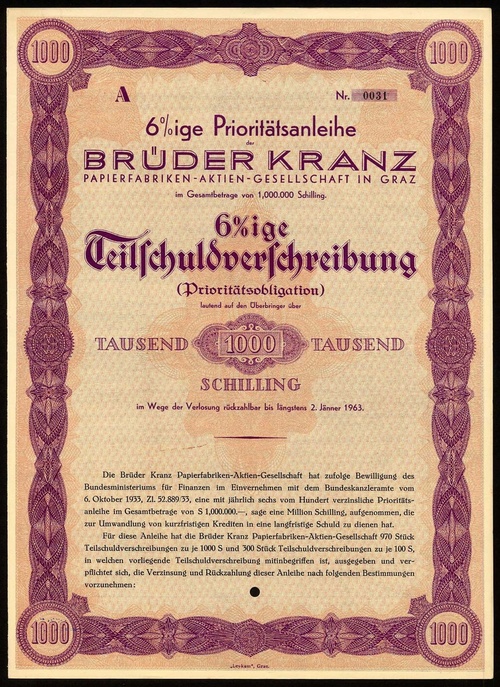 1000 1000
A Nr. 0031
6%ige Prioritätsanleihe
der
BRÜDER KRANZ
PAPIERFABRIKEN-AKTIEN-GESELLSCHAFT IN GRAZ
im Gesamtbetrage von 1,000.000 Schilling.
6%ige
Teilschuldverschreibung
(Prioritätsobligation)
lautend auf den Überbringer über
TAUSEND 1000 TAUSEND
SCHILLING
im Wege der Verlosung rückzahlbar bis längstens 2. Jänner 1963.
Die Brüder Kranz Papierfabriken-Aktien-Gesellschaft hat zufolge Bewilligung des
Bundesministeriums für Finanzen im Einvernehmen mit dem Bundeskanzleramte vom
6. Oktober 1933, Zl. 52.889/33, eine mit jährlich sechs vom Hundert verzinsliche Prioritäts-
anleihe im Gesamtbetrage von S 1,000.000.—, sage eine Million Schilling, aufgenommen, die
zur Umwandlung von kurzfristigen Krediten in eine langfristige Schuld zu dienen hat.
Für diese Anleihe hat die Brüder Kranz Papierfabriken-Aktien-Gesellschaft 970 Stück
Teilschuldverschreibungen zu je 1000 S und 300 Stück Teilschuldverschreibungen zu je 100 S,
in welchen vorliegende Teilschuldverschreibung mitinbegriffen ist, ausgegeben und ver-
pflichtet sich, die Verzinsung und Rückzahlung dieser Anleihe nach folgenden Bestimmungen
vorzunehmen:
1000 1000
„Leykam", Graz.